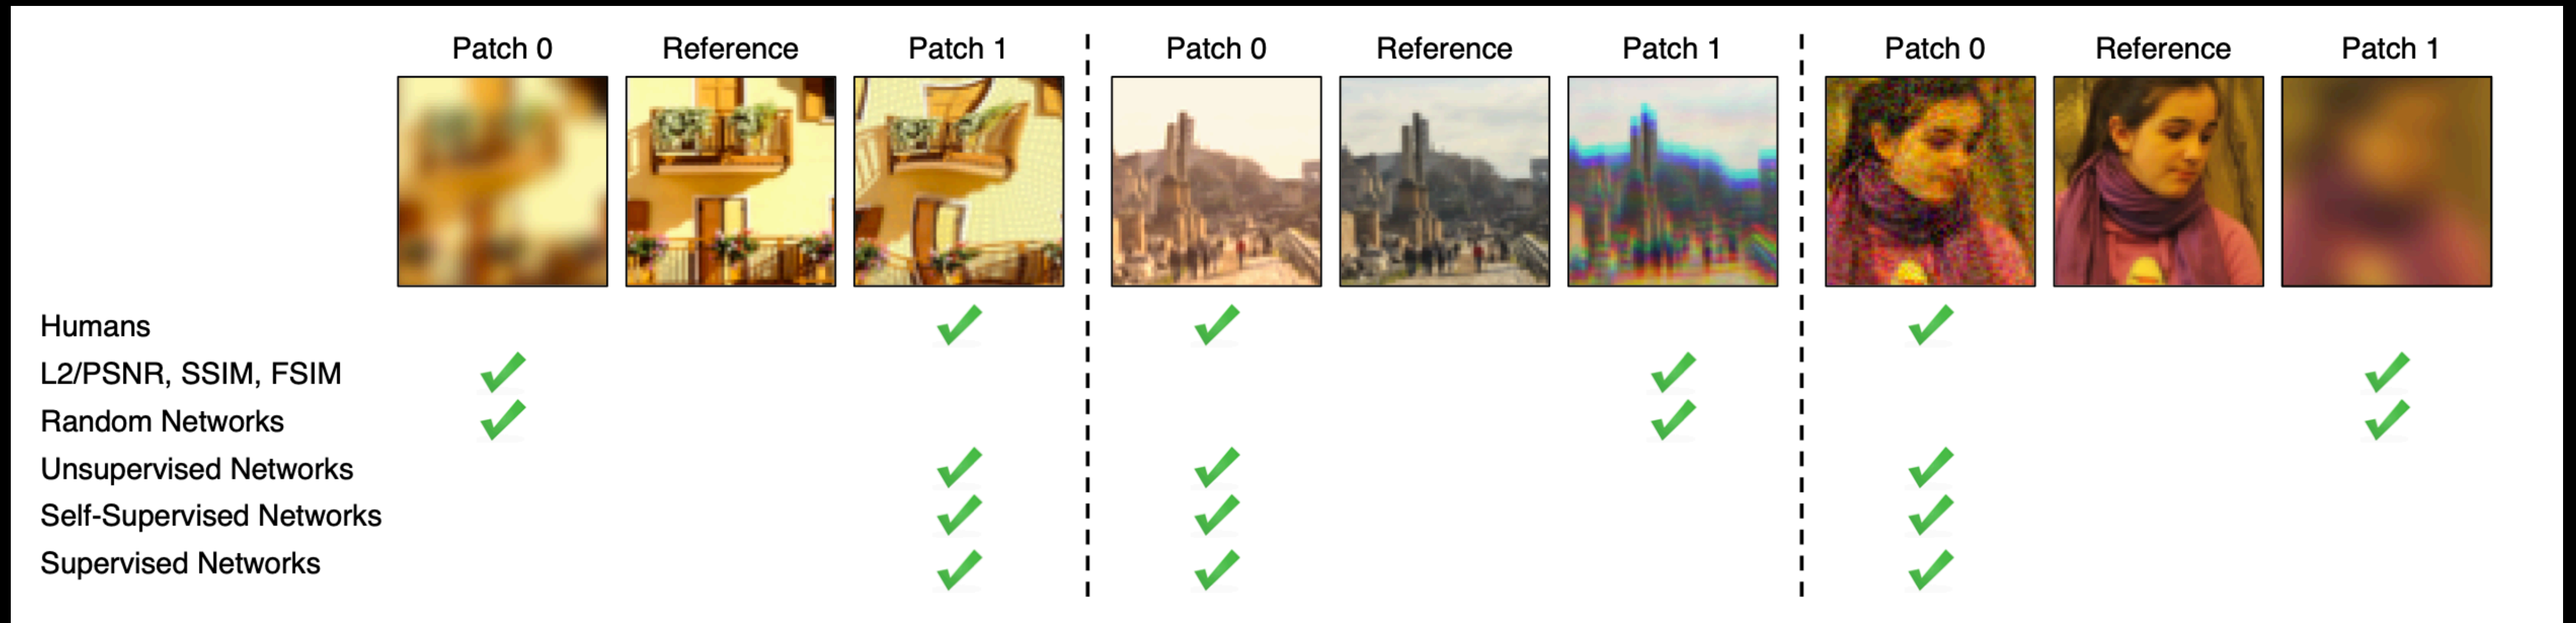 Patch 0 Reference Patch 1 Patch 0 Reference Patch 1 Patch 0 Reference Patch 1
Humans
L2/PSNR, SSIM, FSIM
Random Networks
Unsupervised Networks
Self-Supervised Networks
Supervised Networks